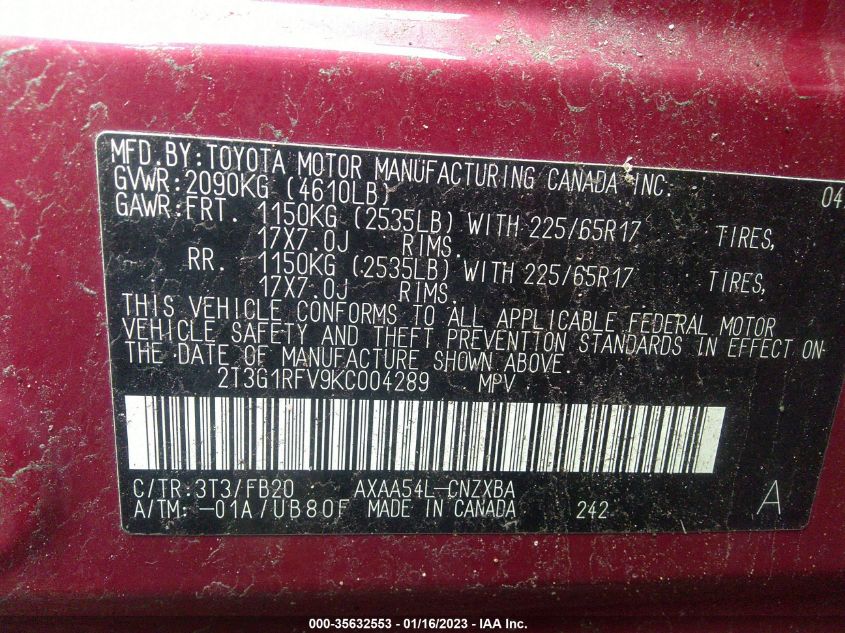 MFD.BY:TOYOTA MOTOR MANUFACTURING CANADA INC.
GVWR:2090KG (4610LB) 04
GAWR:FRT. 1150KG (2535LB) WITH 225/65R17 TIRES,
17X7.0J RIMS.
RR. 1150KG (2535LB) WITH 225/65R17 TIRES,
17X7.0J RIMS.
THIS VEHICLE CONFORMS TO ALL APPLICABLE FEDERAL MOTOR
VEHICLE SAFETY AND THEFT PREVENTION STANDARDS IN EFFECT ON
THE DATE OF MANUFACTURE SHOWN ABOVE.
2T3G1RFV9KC004289 MPV
C/TR:3T3/FB20 AXAA54L-CNZXBA A
A/TM:-01A/UB80F MADE IN CANADA 242
000-35632553 - 01/16/2023 - IAA Inc.